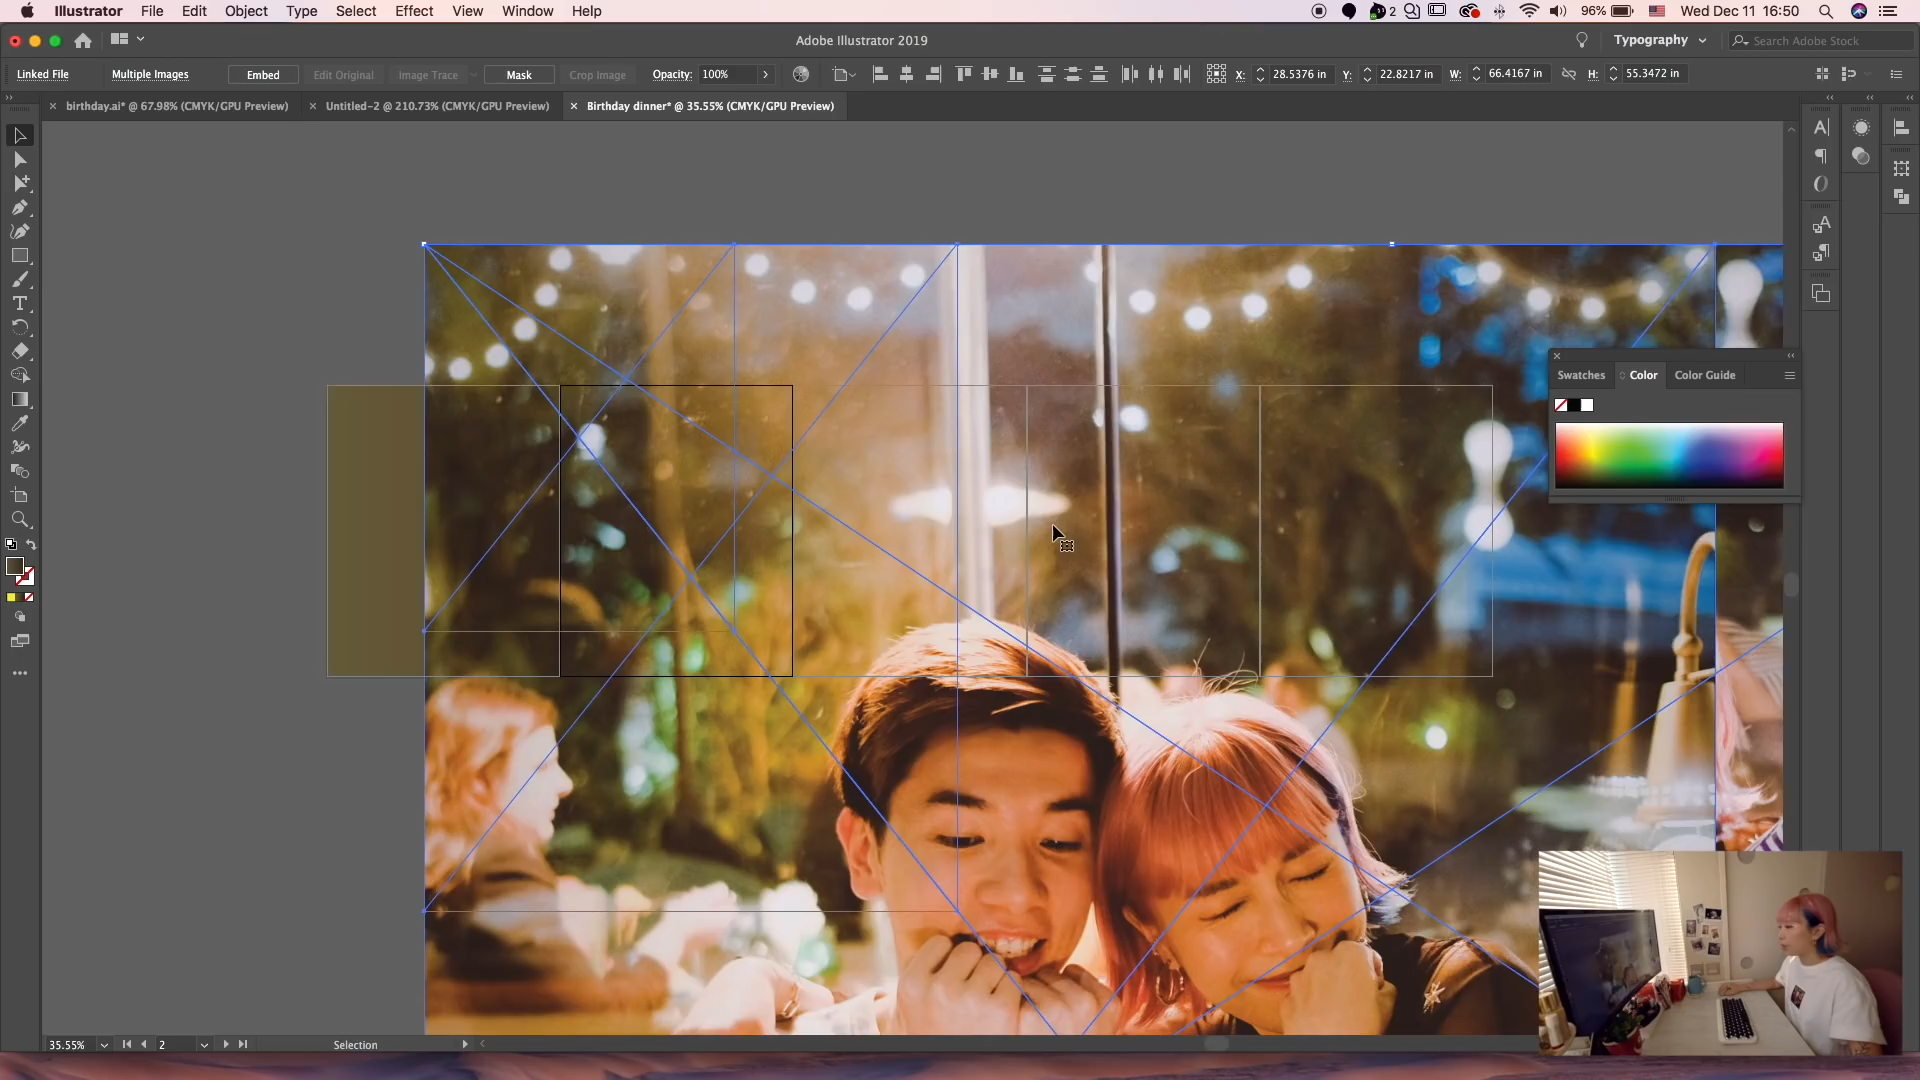 Illustrator File Edit Object Type Select Effect View Window Help
2 96% Wed Dec 11 16:50
Adobe Illustrator 2019
Typography
Search Adobe Stock
Linked File Multiple Images Embed Edit Original Image Trace Mask Crop Image Opacity: 100% X: 28.5376 in Y: 22.8217 in W: 66.4167 in H: 55.3472 in
birthday.ai* @ 67.98% (CMYK/GPU Preview) Untitled-2 @ 210.73% (CMYK/GPU Preview) Birthday dinner* @ 35.55% (CMYK/GPU Preview)
Swatches Color Color Guide
35.55% 2 Selection